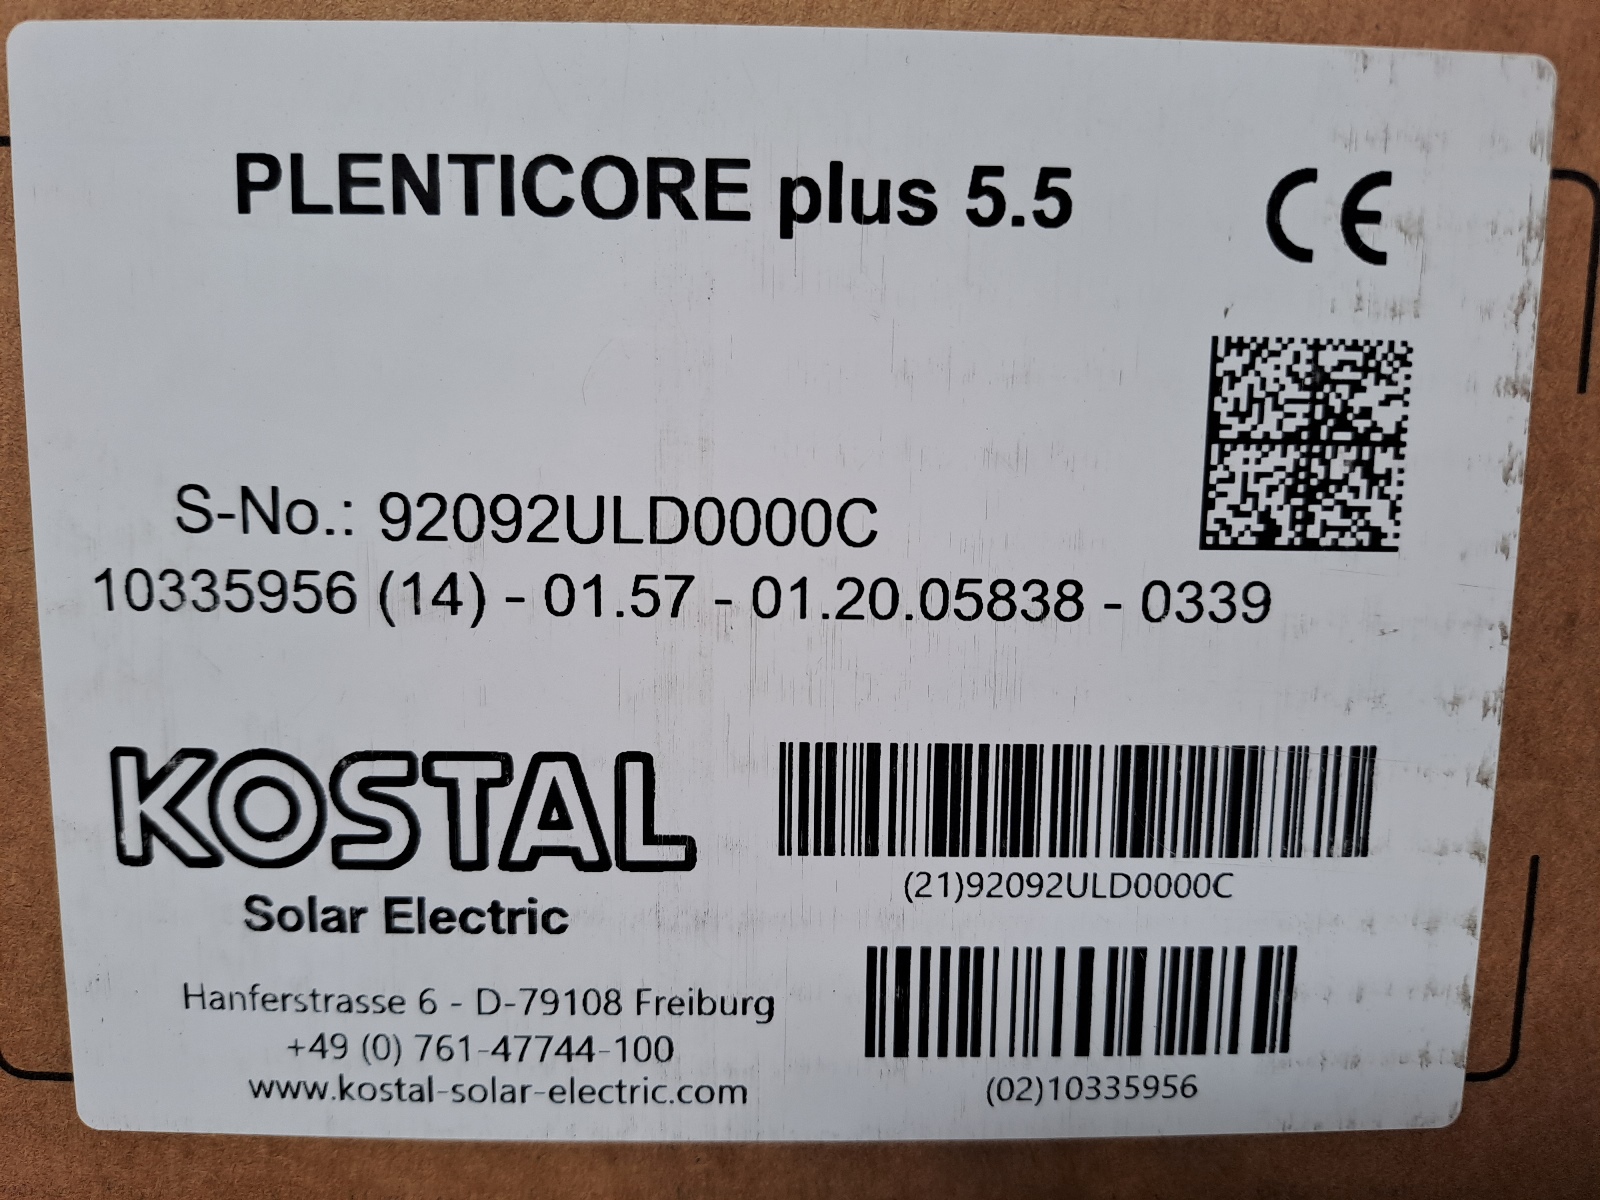 PLENTICORE plus 5.5
CE
S-No.: 92092ULD0000C
10335956 (14) - 01.57 - 01.20.05838 - 0339
KOSTAL
Solar Electric
Hanferstrasse 6 - D-79108 Freiburg
+49 (0) 761-47744-100
www.kostal-solar-electric.com
(21)92092ULD0000C
(02)10335956